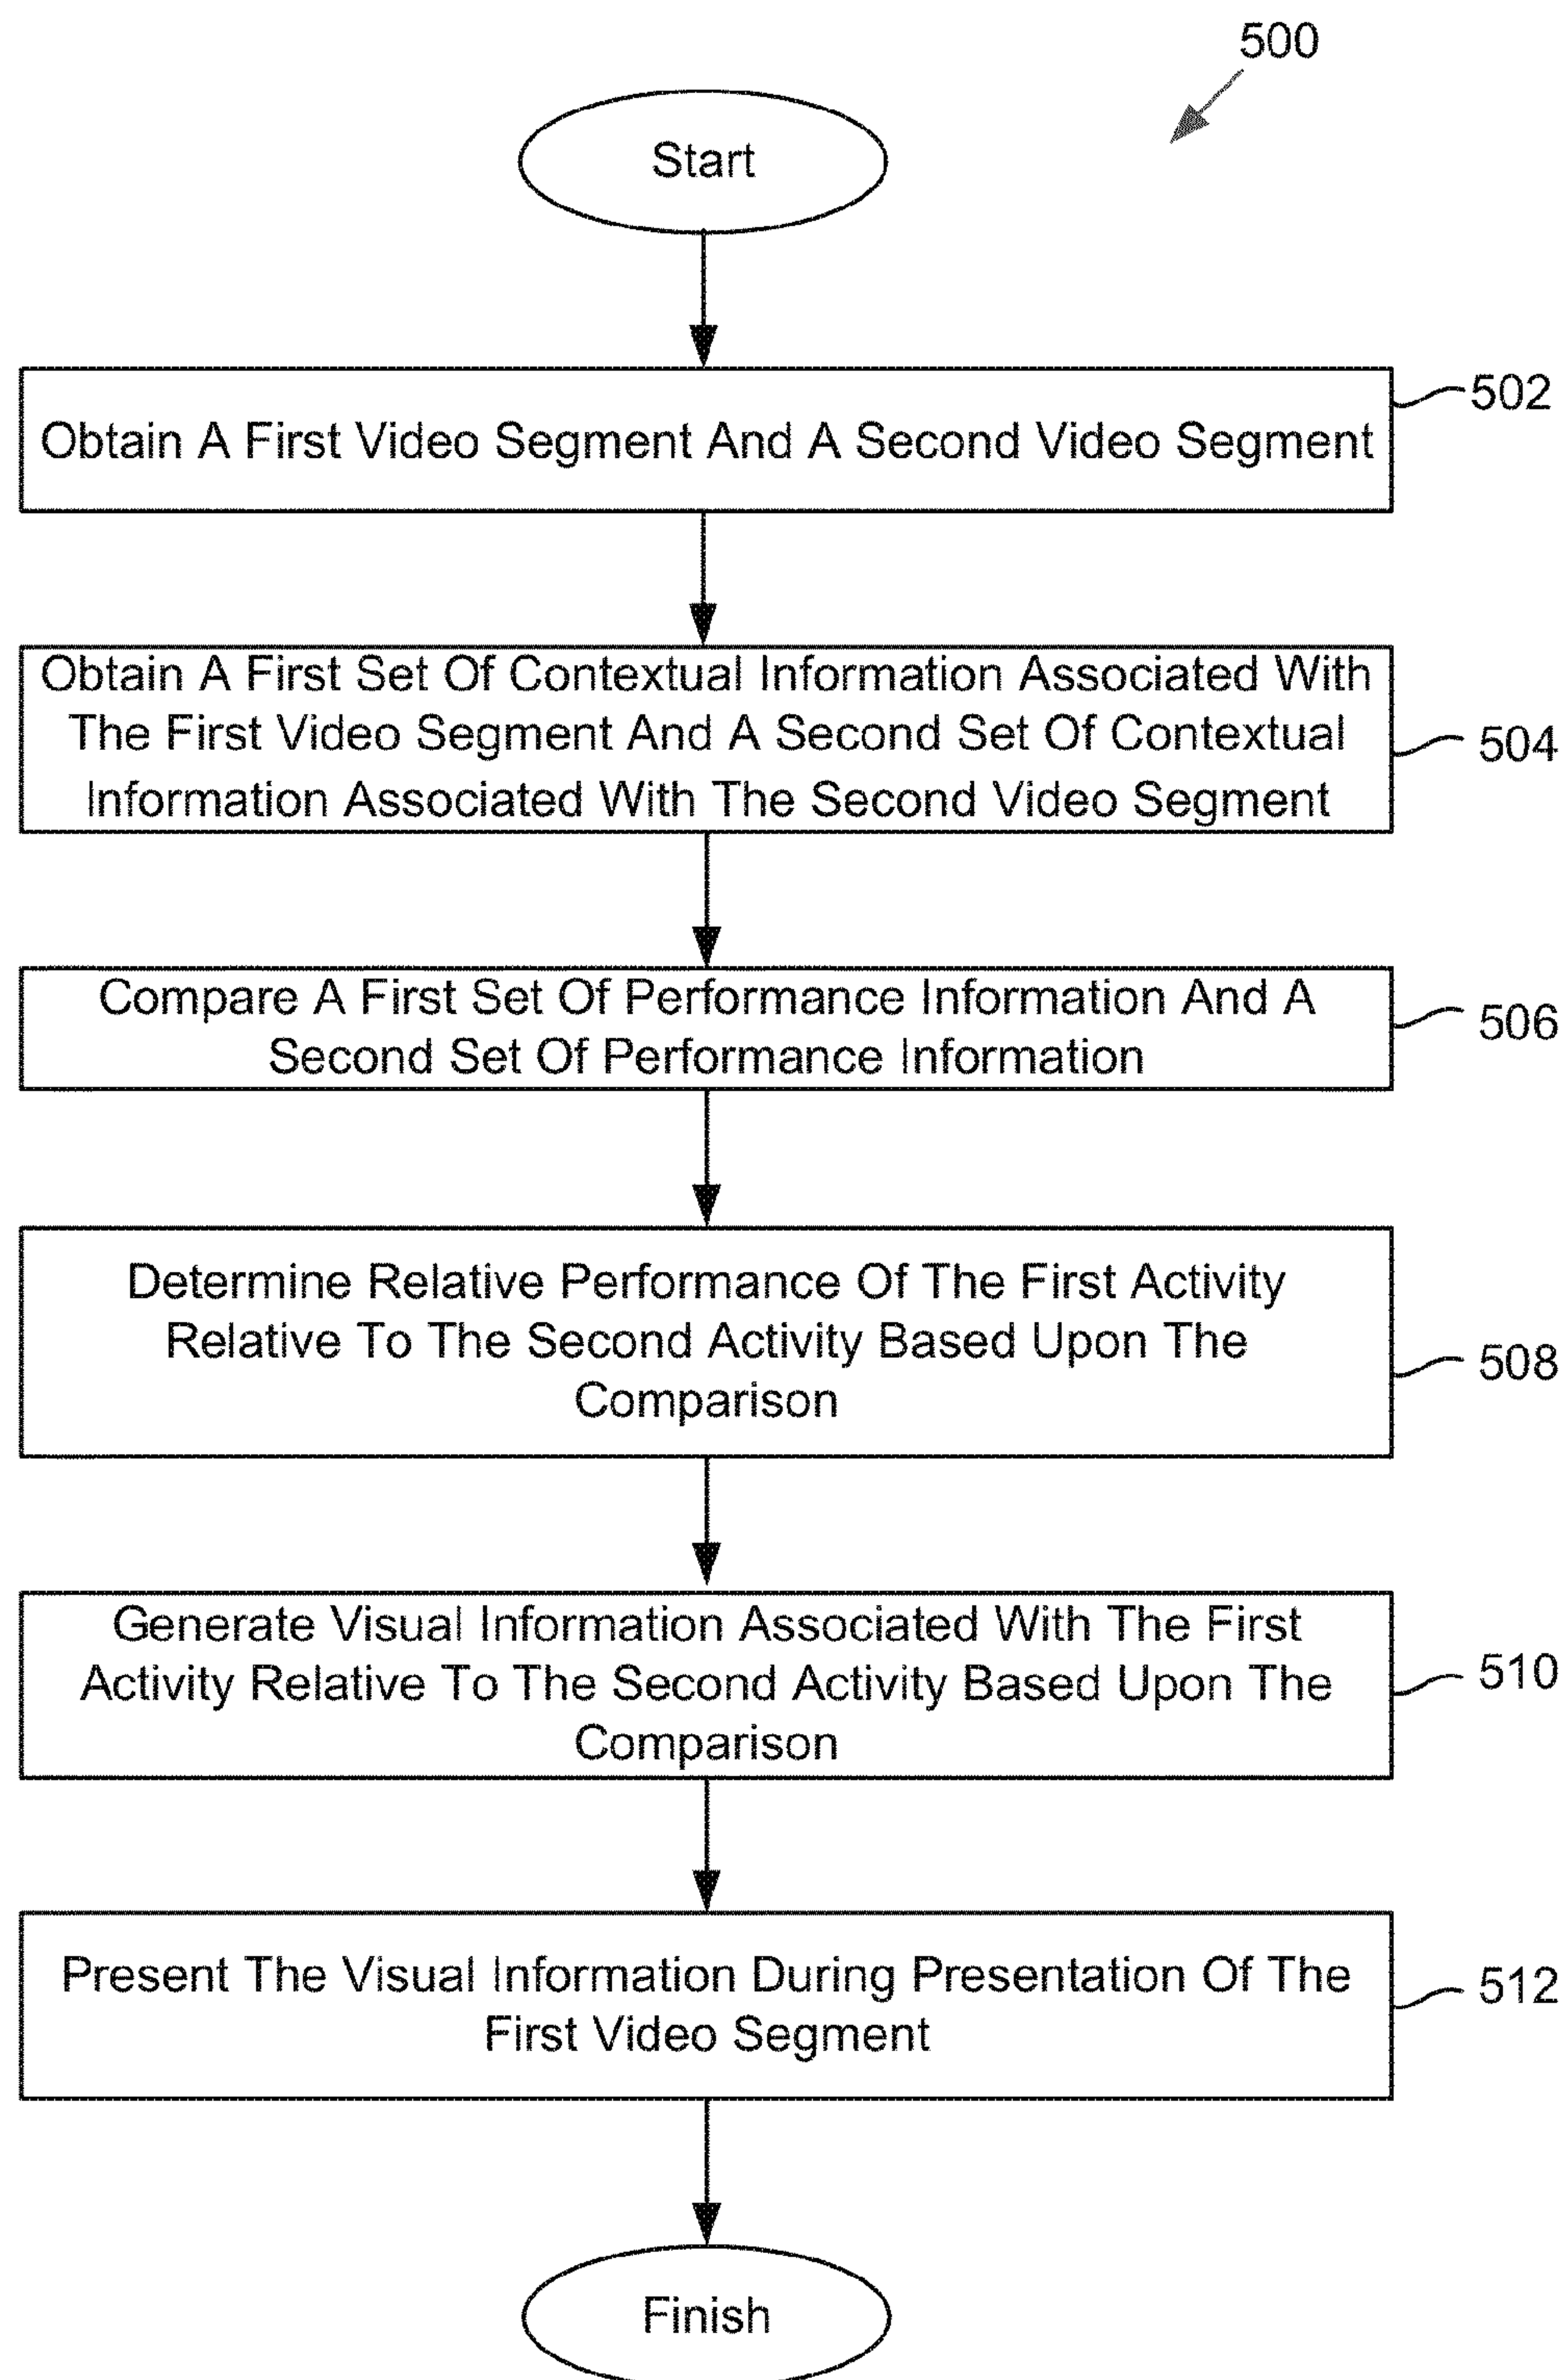 500
Start
Obtain A First Video Segment And A Second Video Segment
502
Obtain A First Set Of Contextual Information Associated With
The First Video Segment And A Second Set Of Contextual
Information Associated With The Second Video Segment
504
Compare A First Set Of Performance Information And A
Second Set Of Performance Information
506
Determine Relative Performance Of The First Activity
Relative To The Second Activity Based Upon The
Comparison
508
Generate Visual Information Associated With The First
Activity Relative To The Second Activity Based Upon The
Comparison
510
Present The Visual Information During Presentation Of The
First Video Segment
512
Finish